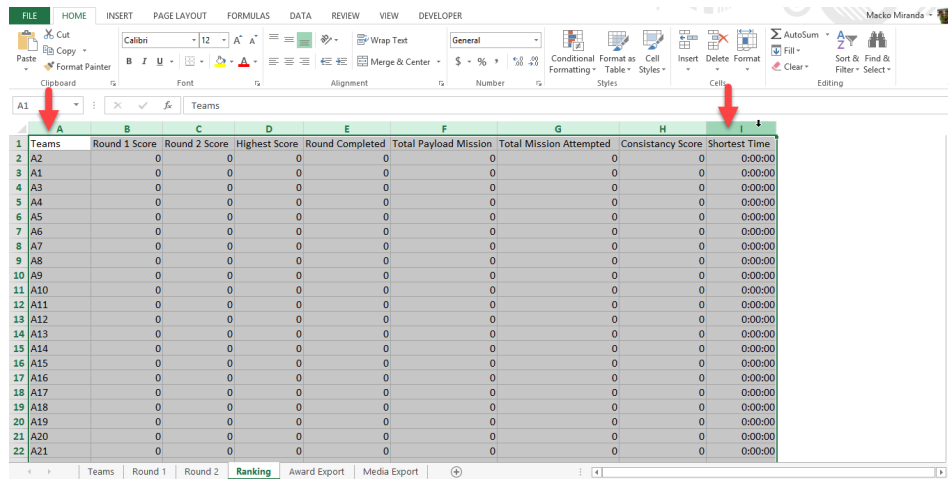 FILE HOME INSERT PAGE LAYOUT FORMULAS DATA REVIEW VIEW DEVELOPER Macko Miranda
Cut
Copy
Format Painter
Paste
Clipboard
Calibri 12 A A
B I U A
Font
Wrap Text
Merge & Center
Alignment
General
$ % , .0 .00 .00 .0
Number
Conditional Formatting Format as Table Cell Styles
Styles
Insert Delete Format
Cells
AutoSum
Fill
Clear
Sort & Filter Find & Select
Editing
A1 fx Teams
A B C D E F G H I
1 Teams Round 1 Score Round 2 Score Highest Score Round Completed Total Payload Mission Total Mission Attempted Consistancy Score Shortest Time
2 A2 0 0 0 0 0 0 0 0:00:00
3 A1 0 0 0 0 0 0 0 0:00:00
4 A3 0 0 0 0 0 0 0 0:00:00
5 A4 0 0 0 0 0 0 0 0:00:00
6 A5 0 0 0 0 0 0 0 0:00:00
7 A6 0 0 0 0 0 0 0 0:00:00
8 A7 0 0 0 0 0 0 0 0:00:00
9 A8 0 0 0 0 0 0 0 0:00:00
10 A9 0 0 0 0 0 0 0 0:00:00
11 A10 0 0 0 0 0 0 0 0:00:00
12 A11 0 0 0 0 0 0 0 0:00:00
13 A12 0 0 0 0 0 0 0 0:00:00
14 A13 0 0 0 0 0 0 0 0:00:00
15 A14 0 0 0 0 0 0 0 0:00:00
16 A15 0 0 0 0 0 0 0 0:00:00
17 A16 0 0 0 0 0 0 0 0:00:00
18 A17 0 0 0 0 0 0 0 0:00:00
19 A18 0 0 0 0 0 0 0 0:00:00
20 A19 0 0 0 0 0 0 0 0:00:00
21 A20 0 0 0 0 0 0 0 0:00:00
22 A21 0 0 0 0 0 0 0 0:00:00
Teams Round 1 Round 2 Ranking Award Export Media Export